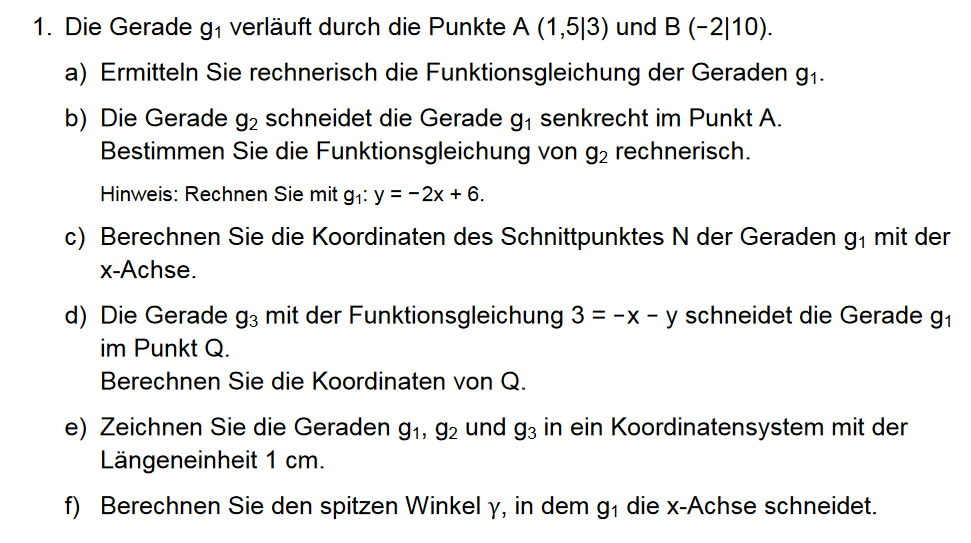 1. Die Gerade g₁ verläuft durch die Punkte A (1,5|3) und B (−2|10).
a) Ermitteln Sie rechnerisch die Funktionsgleichung der Geraden g₁.
b) Die Gerade g₂ schneidet die Gerade g₁ senkrecht im Punkt A.
Bestimmen Sie die Funktionsgleichung von g₂ rechnerisch.
Hinweis: Rechnen Sie mit g₁: y = −2x + 6.
c) Berechnen Sie die Koordinaten des Schnittpunktes N der Geraden g₁ mit der
x-Achse.
d) Die Gerade g₃ mit der Funktionsgleichung 3 = −x − y schneidet die Gerade g₁
im Punkt Q.
Berechnen Sie die Koordinaten von Q.
e) Zeichnen Sie die Geraden g₁, g₂ und g₃ in ein Koordinatensystem mit der
Längeneinheit 1 cm.
f) Berechnen Sie den spitzen Winkel γ, in dem g₁ die x-Achse schneidet.